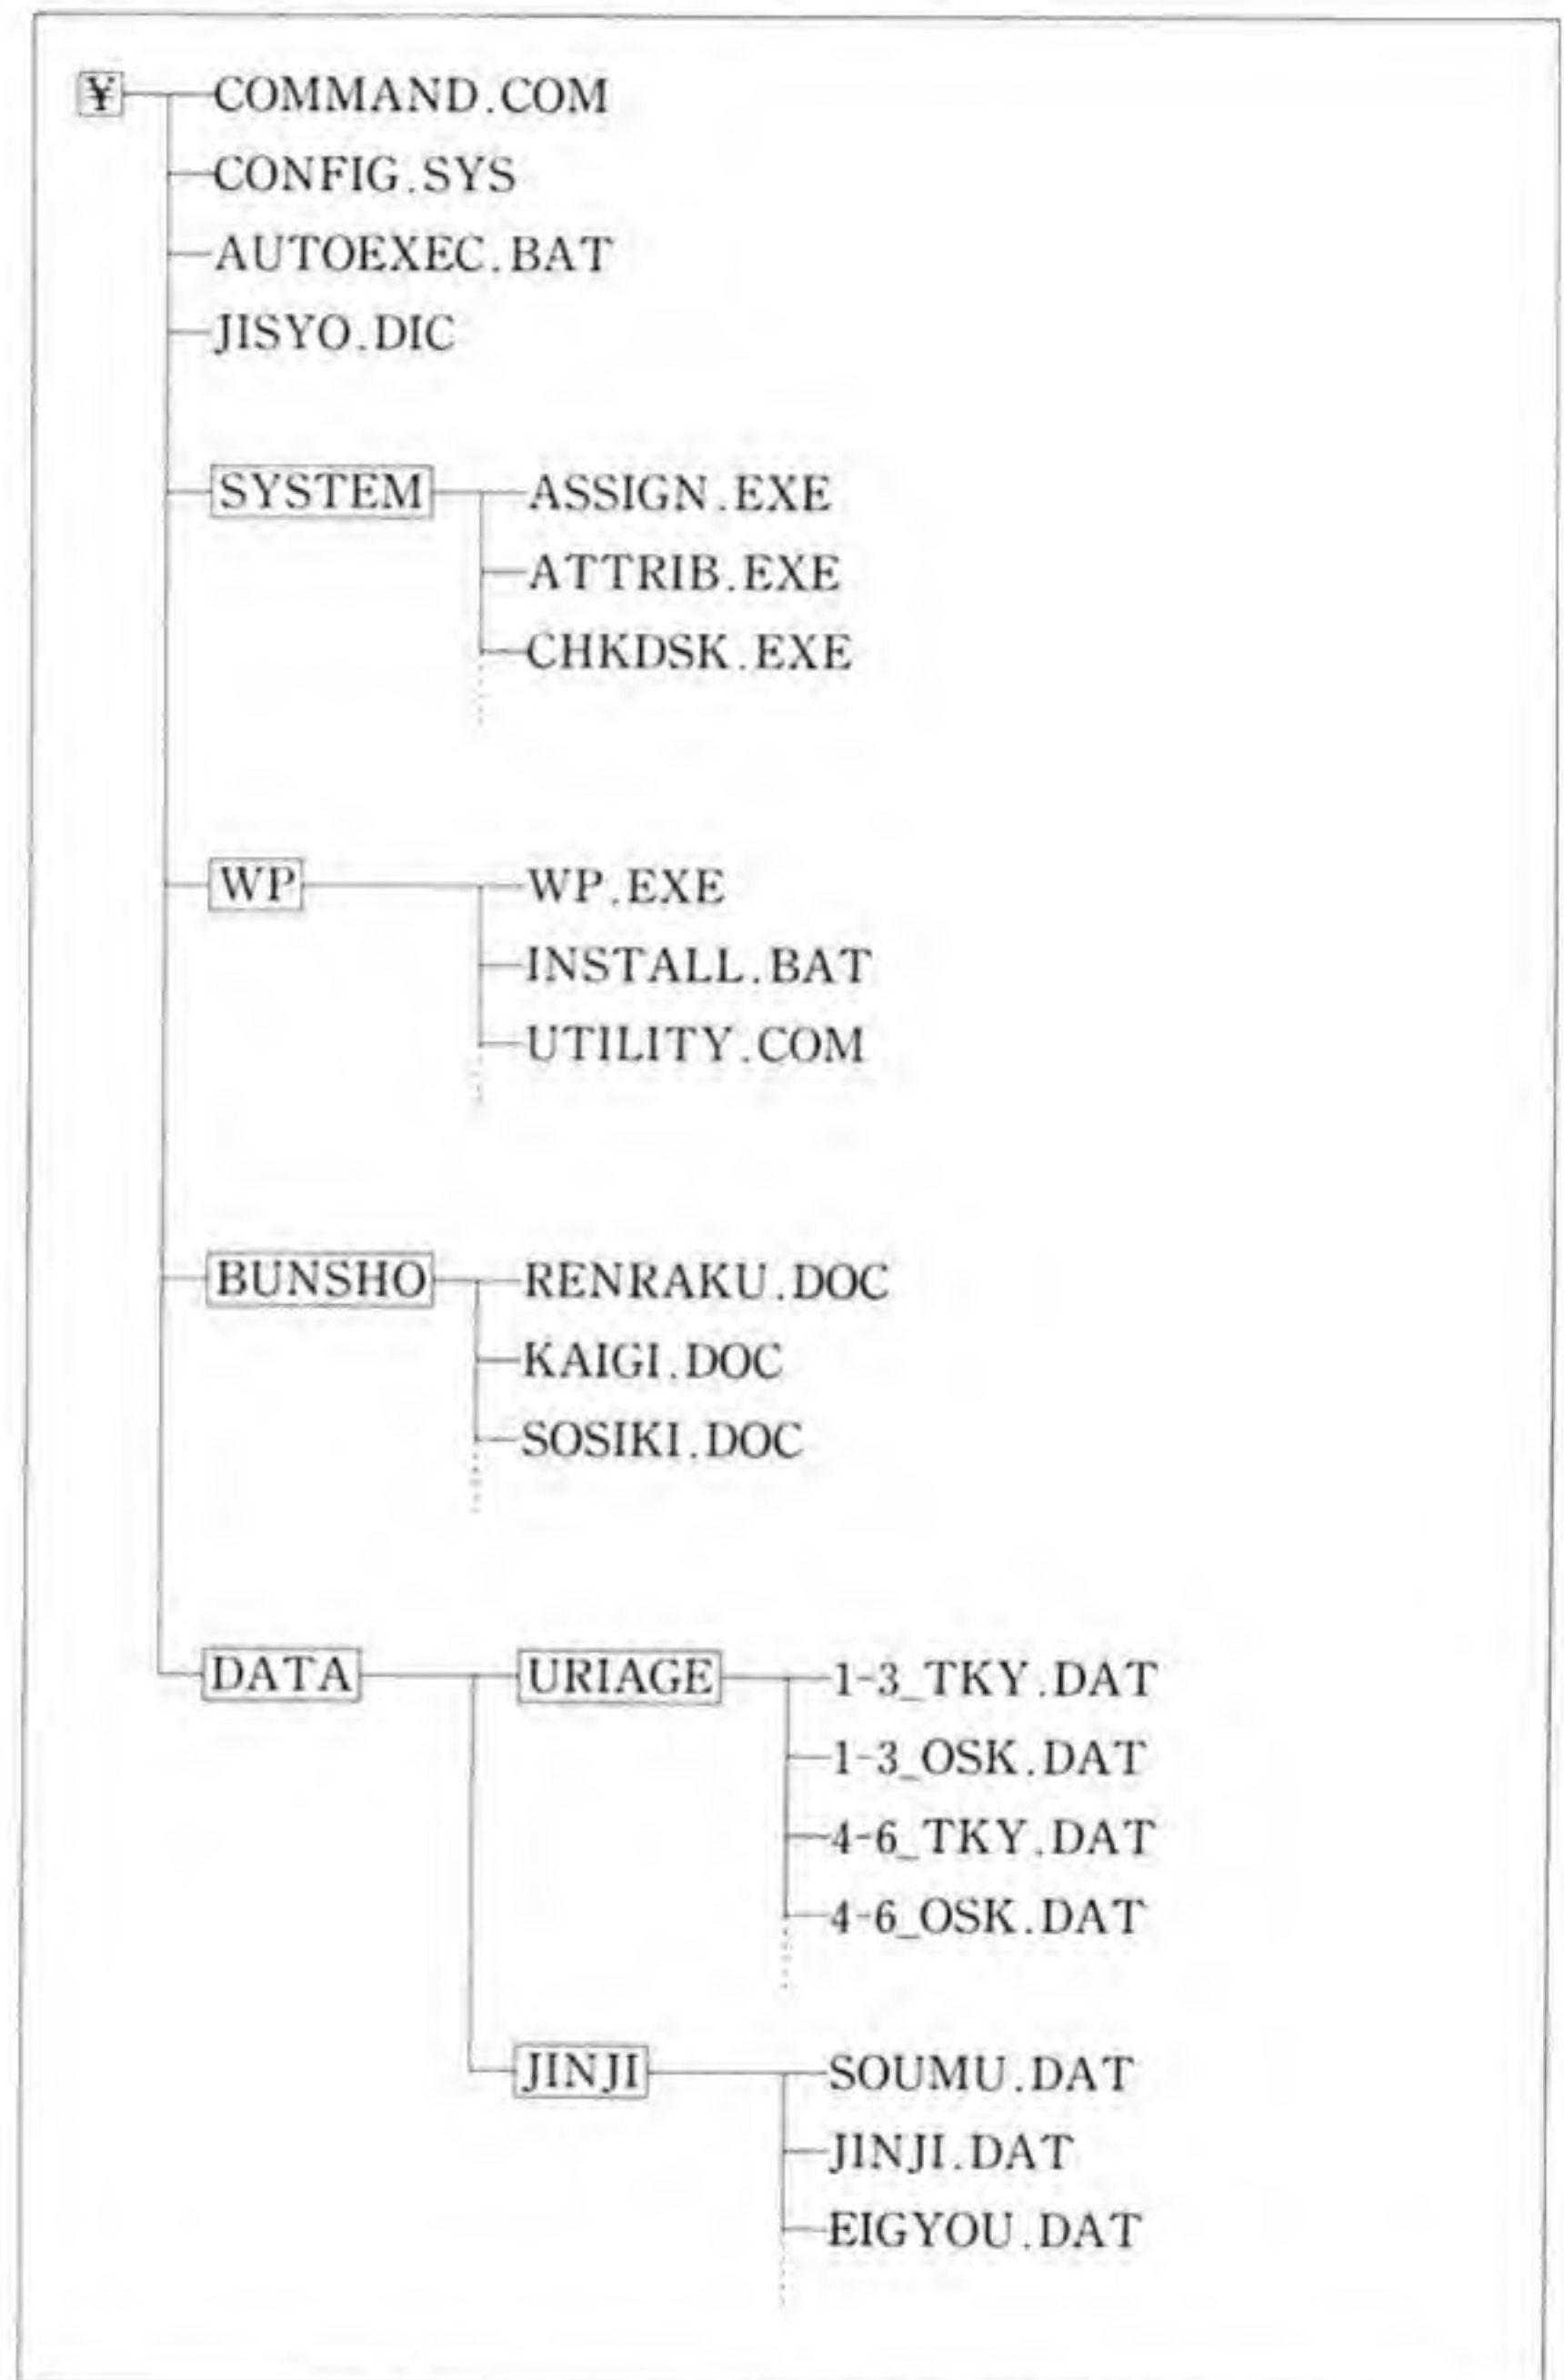 ¥ COMMAND.COM
CONFIG.SYS
AUTOEXEC.BAT
JISYO.DIC
SYSTEM ASSIGN.EXE
ATTRIB.EXE
CHKDSK.EXE
WP WP.EXE
INSTALL.BAT
UTILITY.COM
BUNSHO RENRAKU.DOC
KAIGI.DOC
SOSIKI.DOC
DATA URIAGE 1-3_TKY.DAT
1-3_OSK.DAT
4-6_TKY.DAT
4-6_OSK.DAT
JINJI SOUMU.DAT
JINJI.DAT
EIGYOU.DAT